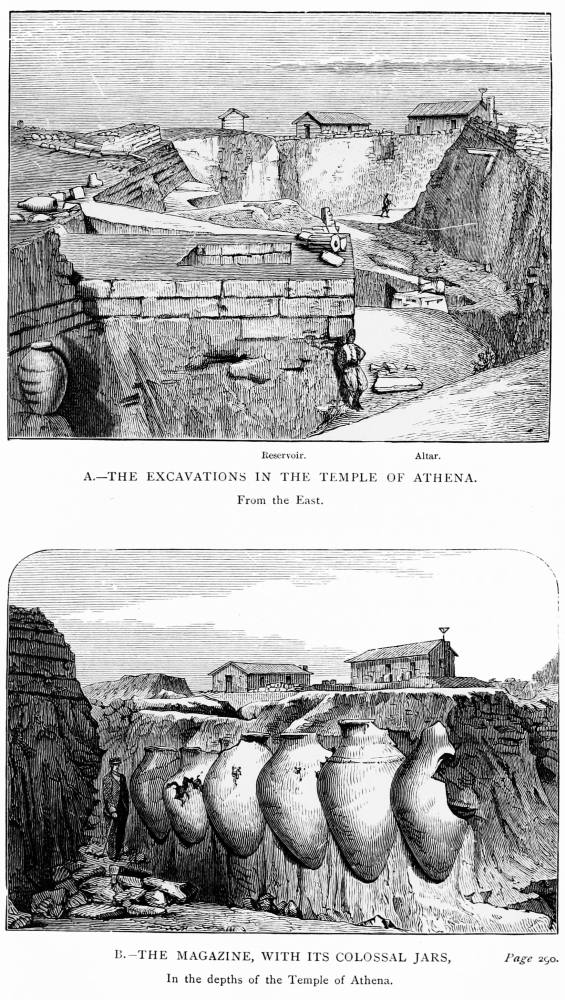 Reservoir. Altar.
A.—THE EXCAVATIONS IN THE TEMPLE OF ATHENA.
From the East.
B.—THE MAGAZINE, WITH ITS COLOSSAL JARS, Page 290.
In the depths of the Temple of Athena.